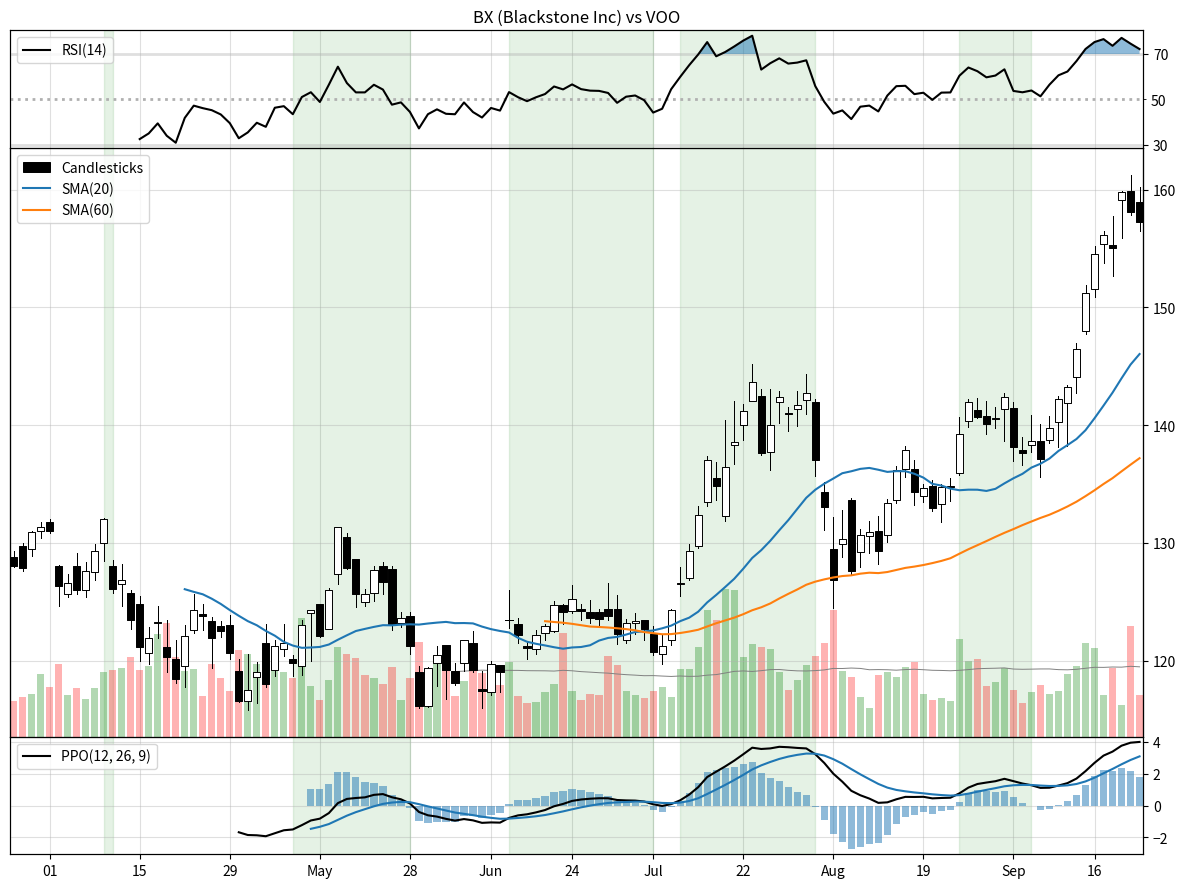 BX (Blackstone Inc) vs VOO
RSI(14)
70
50
30
Candlesticks
SMA(20)
SMA(60)
160
150
140
130
120
PPO(12, 26, 9)
4
2
0
−2
01 15 29 May 28 Jun 24 Jul 22 Aug 19 Sep 16